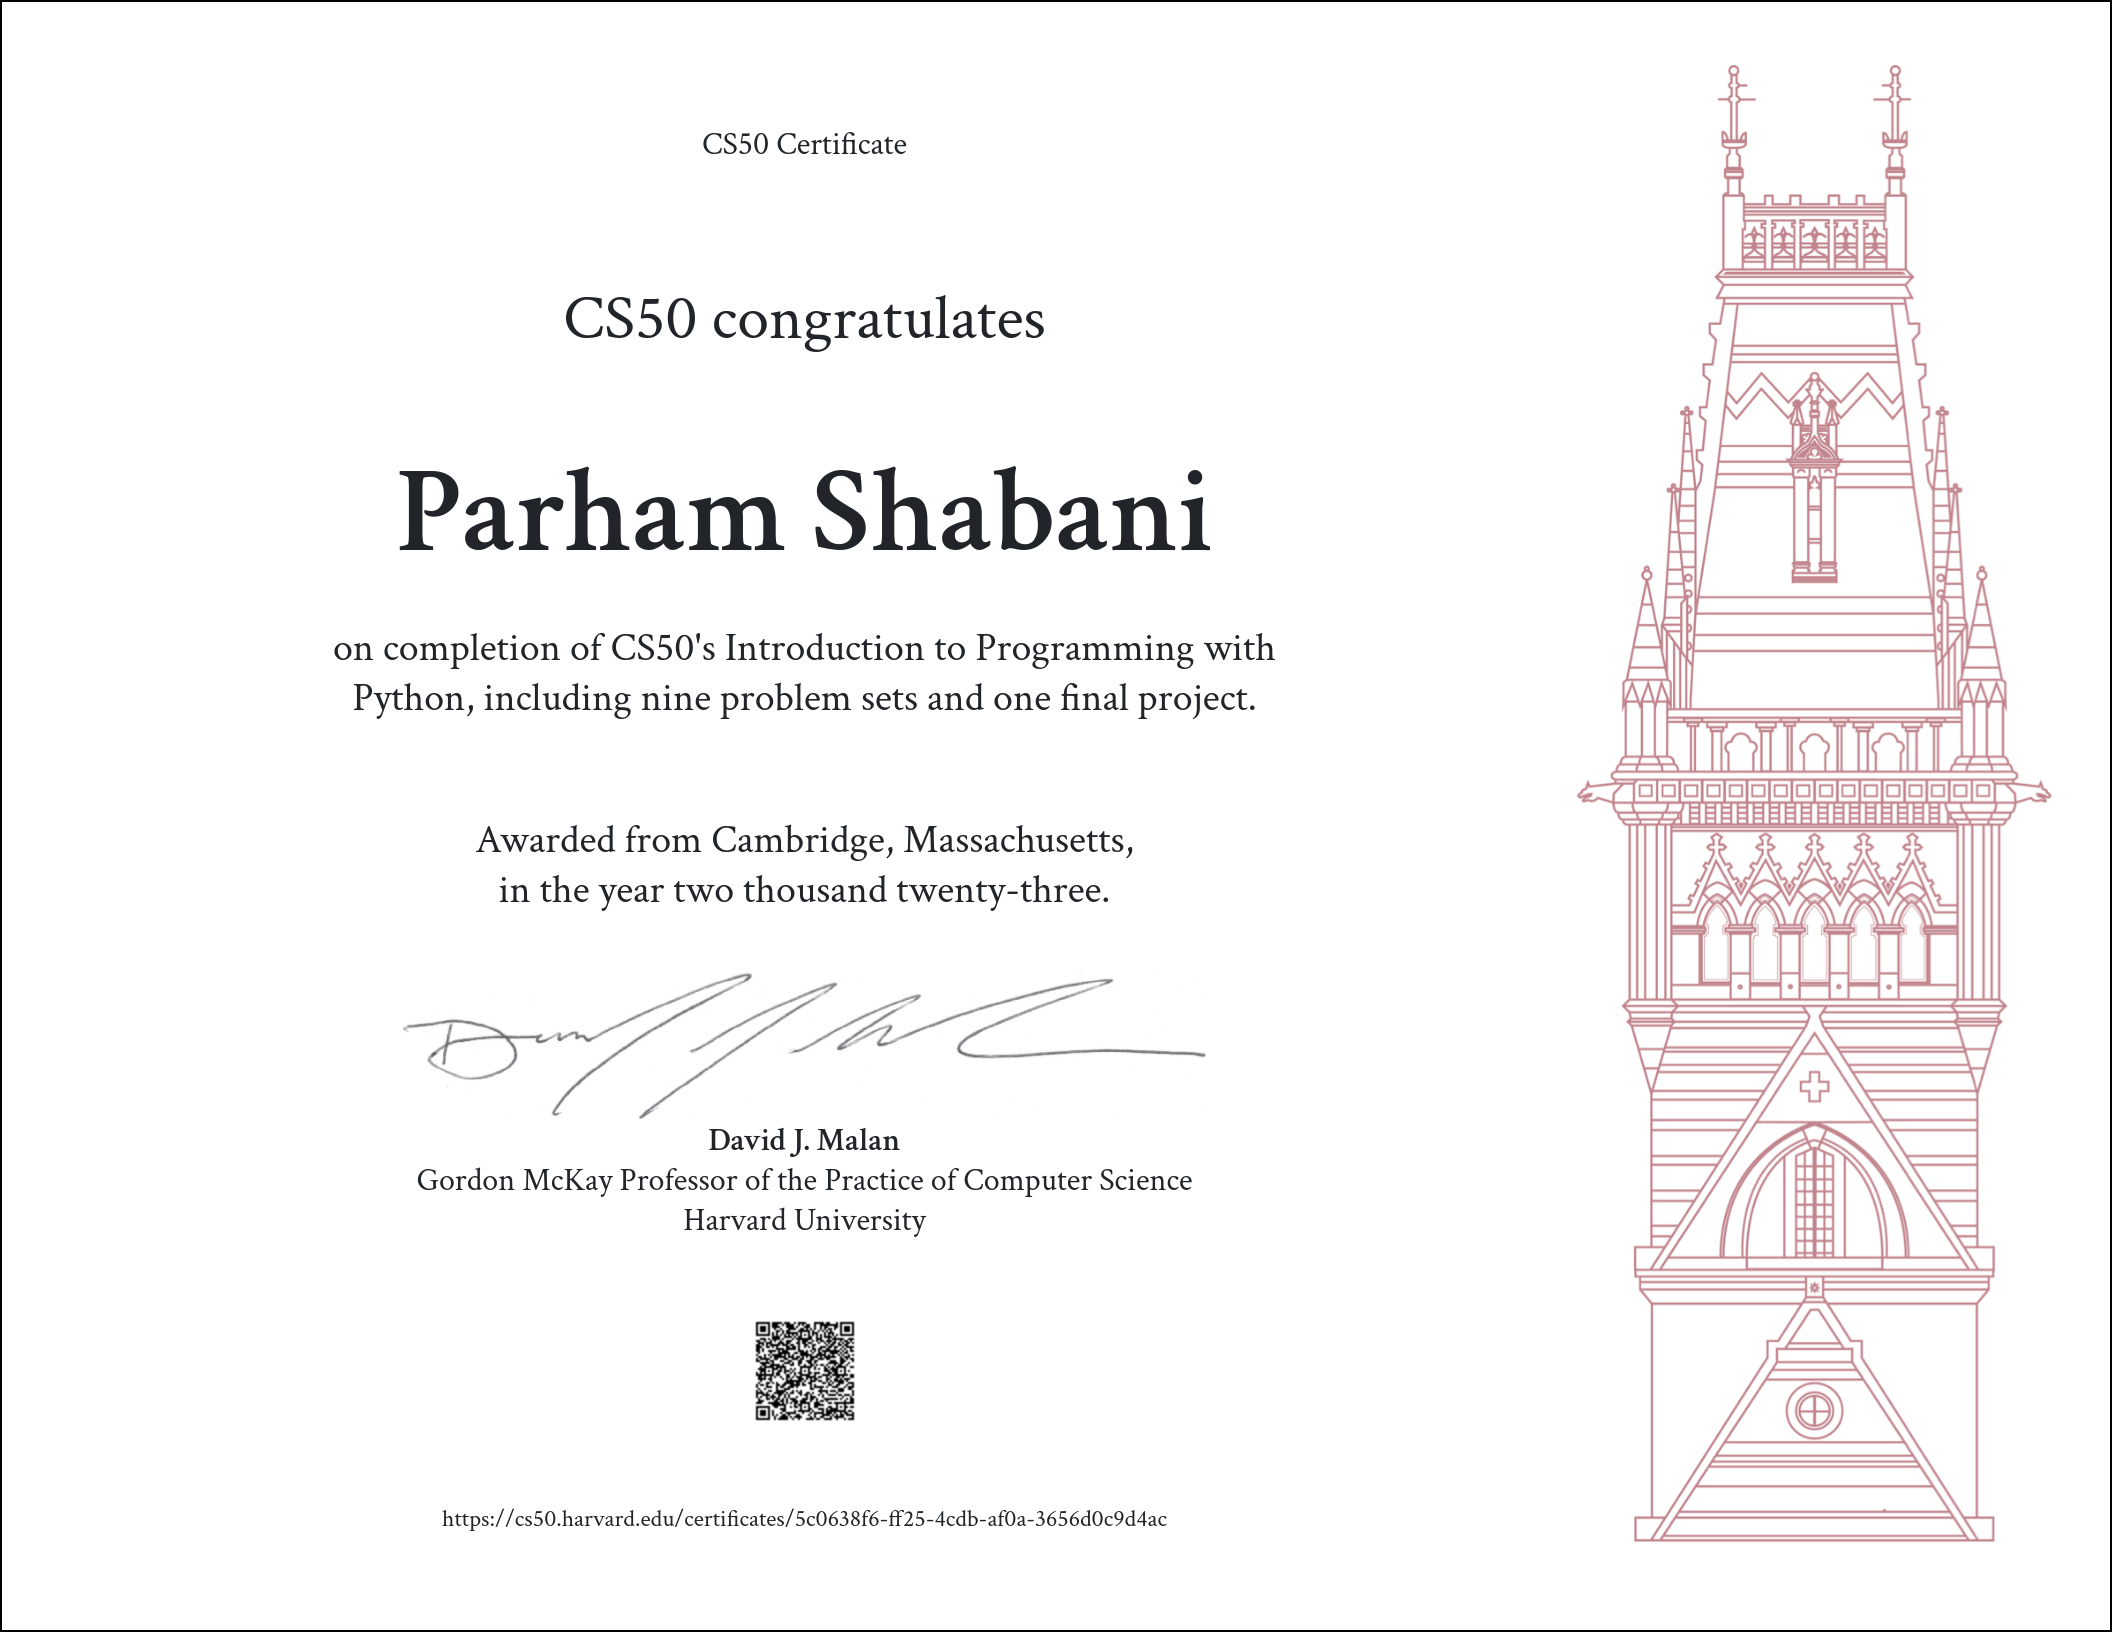 CS50 Certificate
CS50 congratulates
Parham Shabani
on completion of CS50's Introduction to Programming with
Python, including nine problem sets and one final project.
Awarded from Cambridge, Massachusetts,
in the year two thousand twenty-three.
David J. Malan
Gordon McKay Professor of the Practice of Computer Science
Harvard University
https://cs50.harvard.edu/certificates/5c0638f6-ff25-4cdb-af0a-3656d0c9d4ac